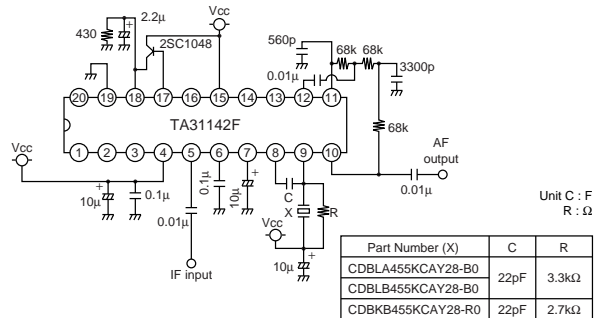 2.2µ
Vcc
430
+
2SC1048
560p
68k
68k
0.01µ
3300p
20
19
18
17
16
15
14
13
12
11
TA31142F
68k
1
2
3
4
5
6
7
8
9
10
AF
output
Vcc
+
10µ
0.1µ
0.01µ
0.1µ
10µ
+
C
X
R
0.01µ
Vcc
10µ
+
IF input
Unit C : F
R : Ω
Part Number (X) C R
CDBLA455KCAY28-B0 22pF 3.3kΩ
CDBLB455KCAY28-B0
CDBKB455KCAY28-R0 22pF 2.7kΩ